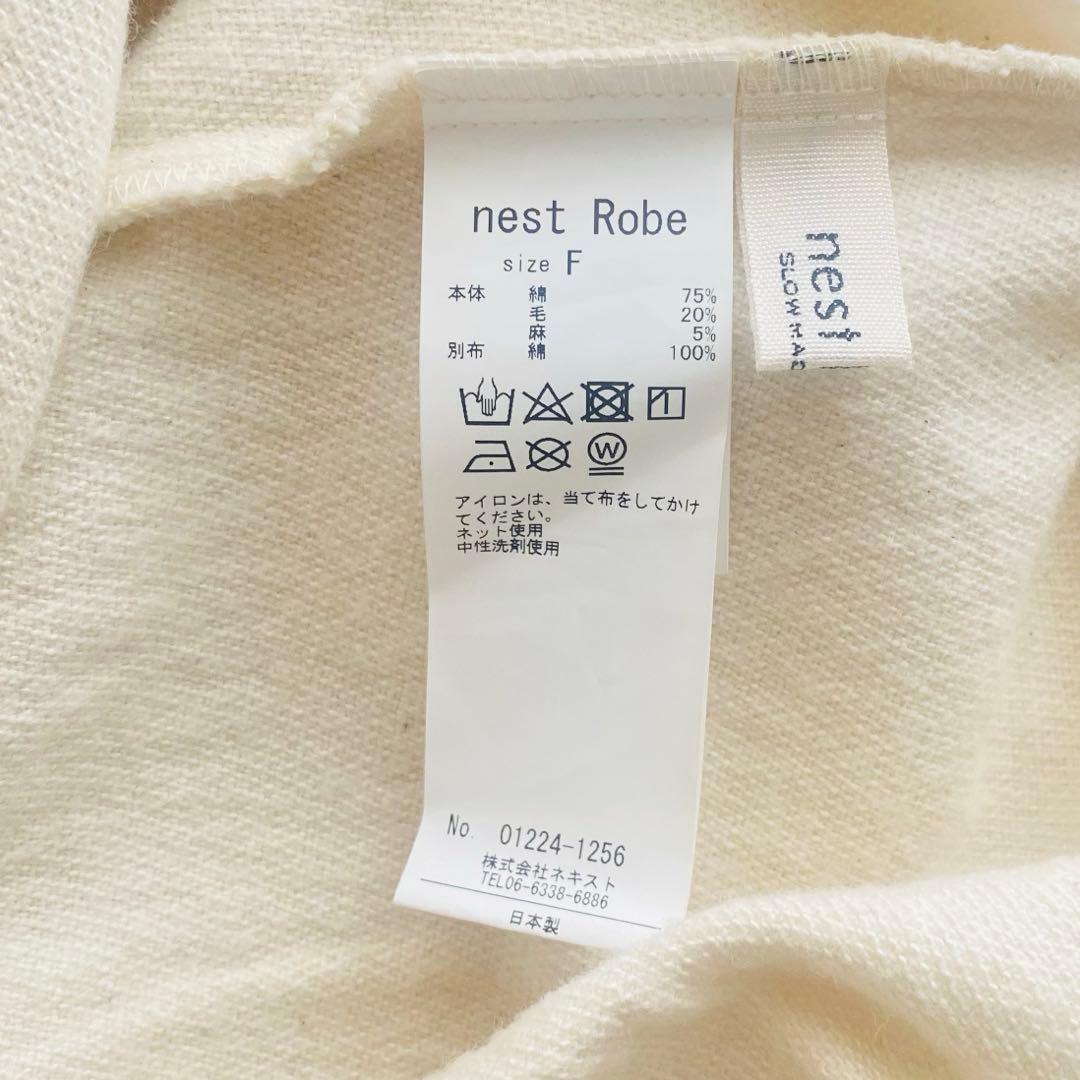 nest Robe
size F
本体 綿 75%
毛 20%
麻 5%
別布 綿 100%
W
アイロンは、当て布をしてかけ
てください。
ネット使用
中性洗剤使用
No. 01224-1256
株式会社ネキスト
TEL06-6338-6886
日本製
nest
SLOW MAD